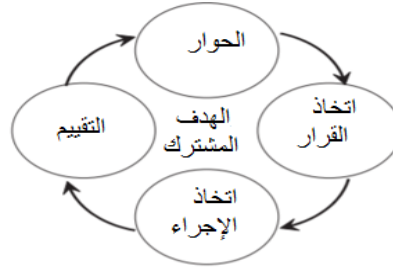 الحوار
اتخاذ
القرار
الهدف
المشترك
التقييم
اتخاذ
الإجراء